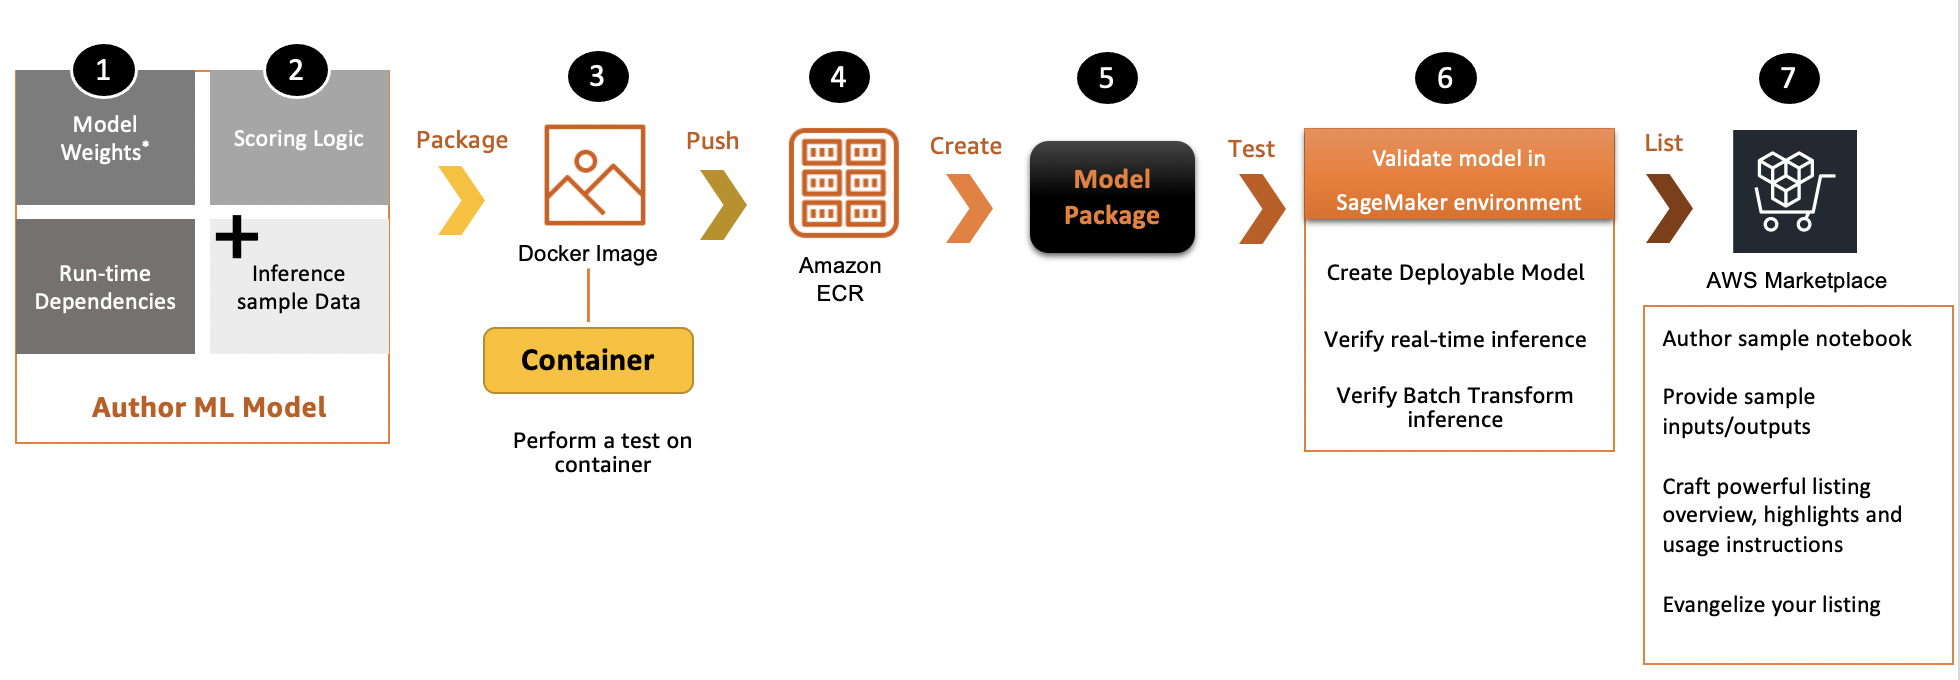 1
Model
Weights*
2
Scoring Logic
Run-time
Dependencies
+
Inference
sample Data
Author ML Model
Package
3
Docker Image
Container
Perform a test on
container
Push
4
Amazon
ECR
Create
5
Model
Package
Test
6
Validate model in
SageMaker environment
Create Deployable Model
Verify real-time inference
Verify Batch Transform
inference
List
7
AWS Marketplace
Author sample notebook
Provide sample
inputs/outputs
Craft powerful listing
overview, highlights and
usage instructions
Evangelize your listing